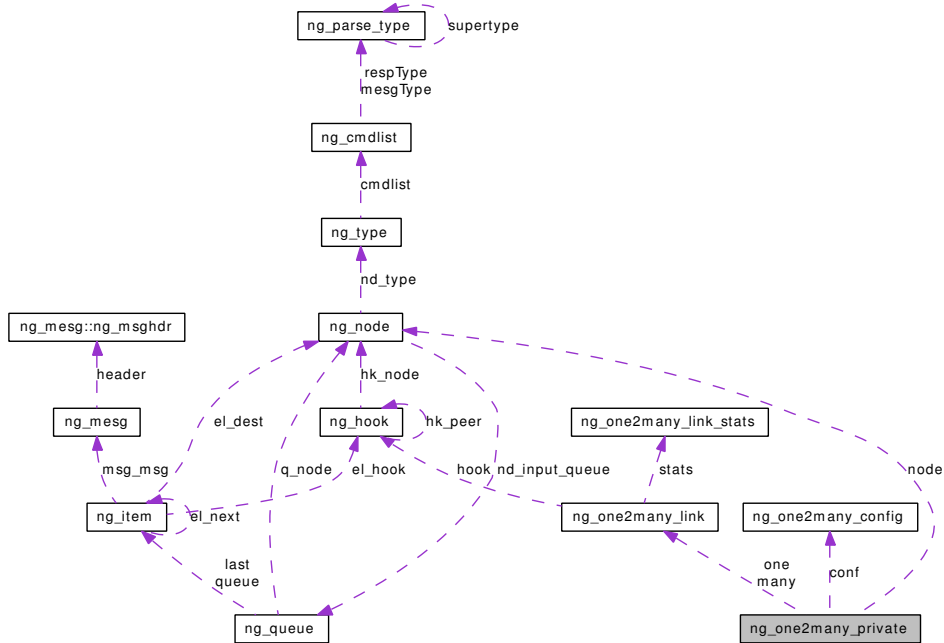 ng_parse_type
supertype
respType
mesgType
ng_cmdlist
cmdlist
ng_type
nd_type
ng_mesg::ng_msghdr
ng_node
header
hk_node
ng_mesg
el_dest
ng_hook
hk_peer
ng_one2many_link_stats
msg_msg
q_node
el_hook
hook
nd_input_queue
stats
node
ng_item
el_next
ng_one2many_link
ng_one2many_config
last
queue
one
many
conf
ng_queue
ng_one2many_private